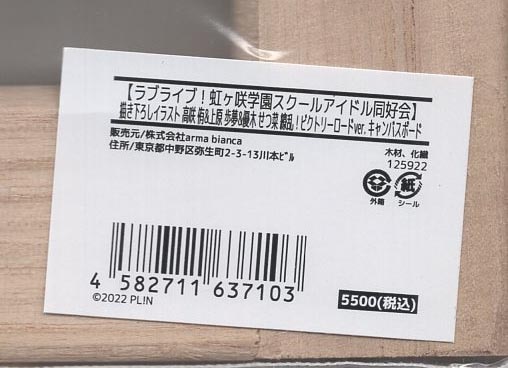 【ラブライブ！虹ヶ咲学園スクールアイドル同好会】
描き下ろしイラスト 高咲 侑&上原 歩夢&優木 せつ菜 繚乱！ビクトリーロードver. キャンバスボード
販売元/株式会社arma bianca
住所/東京都中野区弥生町2-3-13川本ﾋﾞﾙ
木材、化繊
125922
外箱
紙
シール
4 582711 637103
©2022 PL!N
5500(税込)